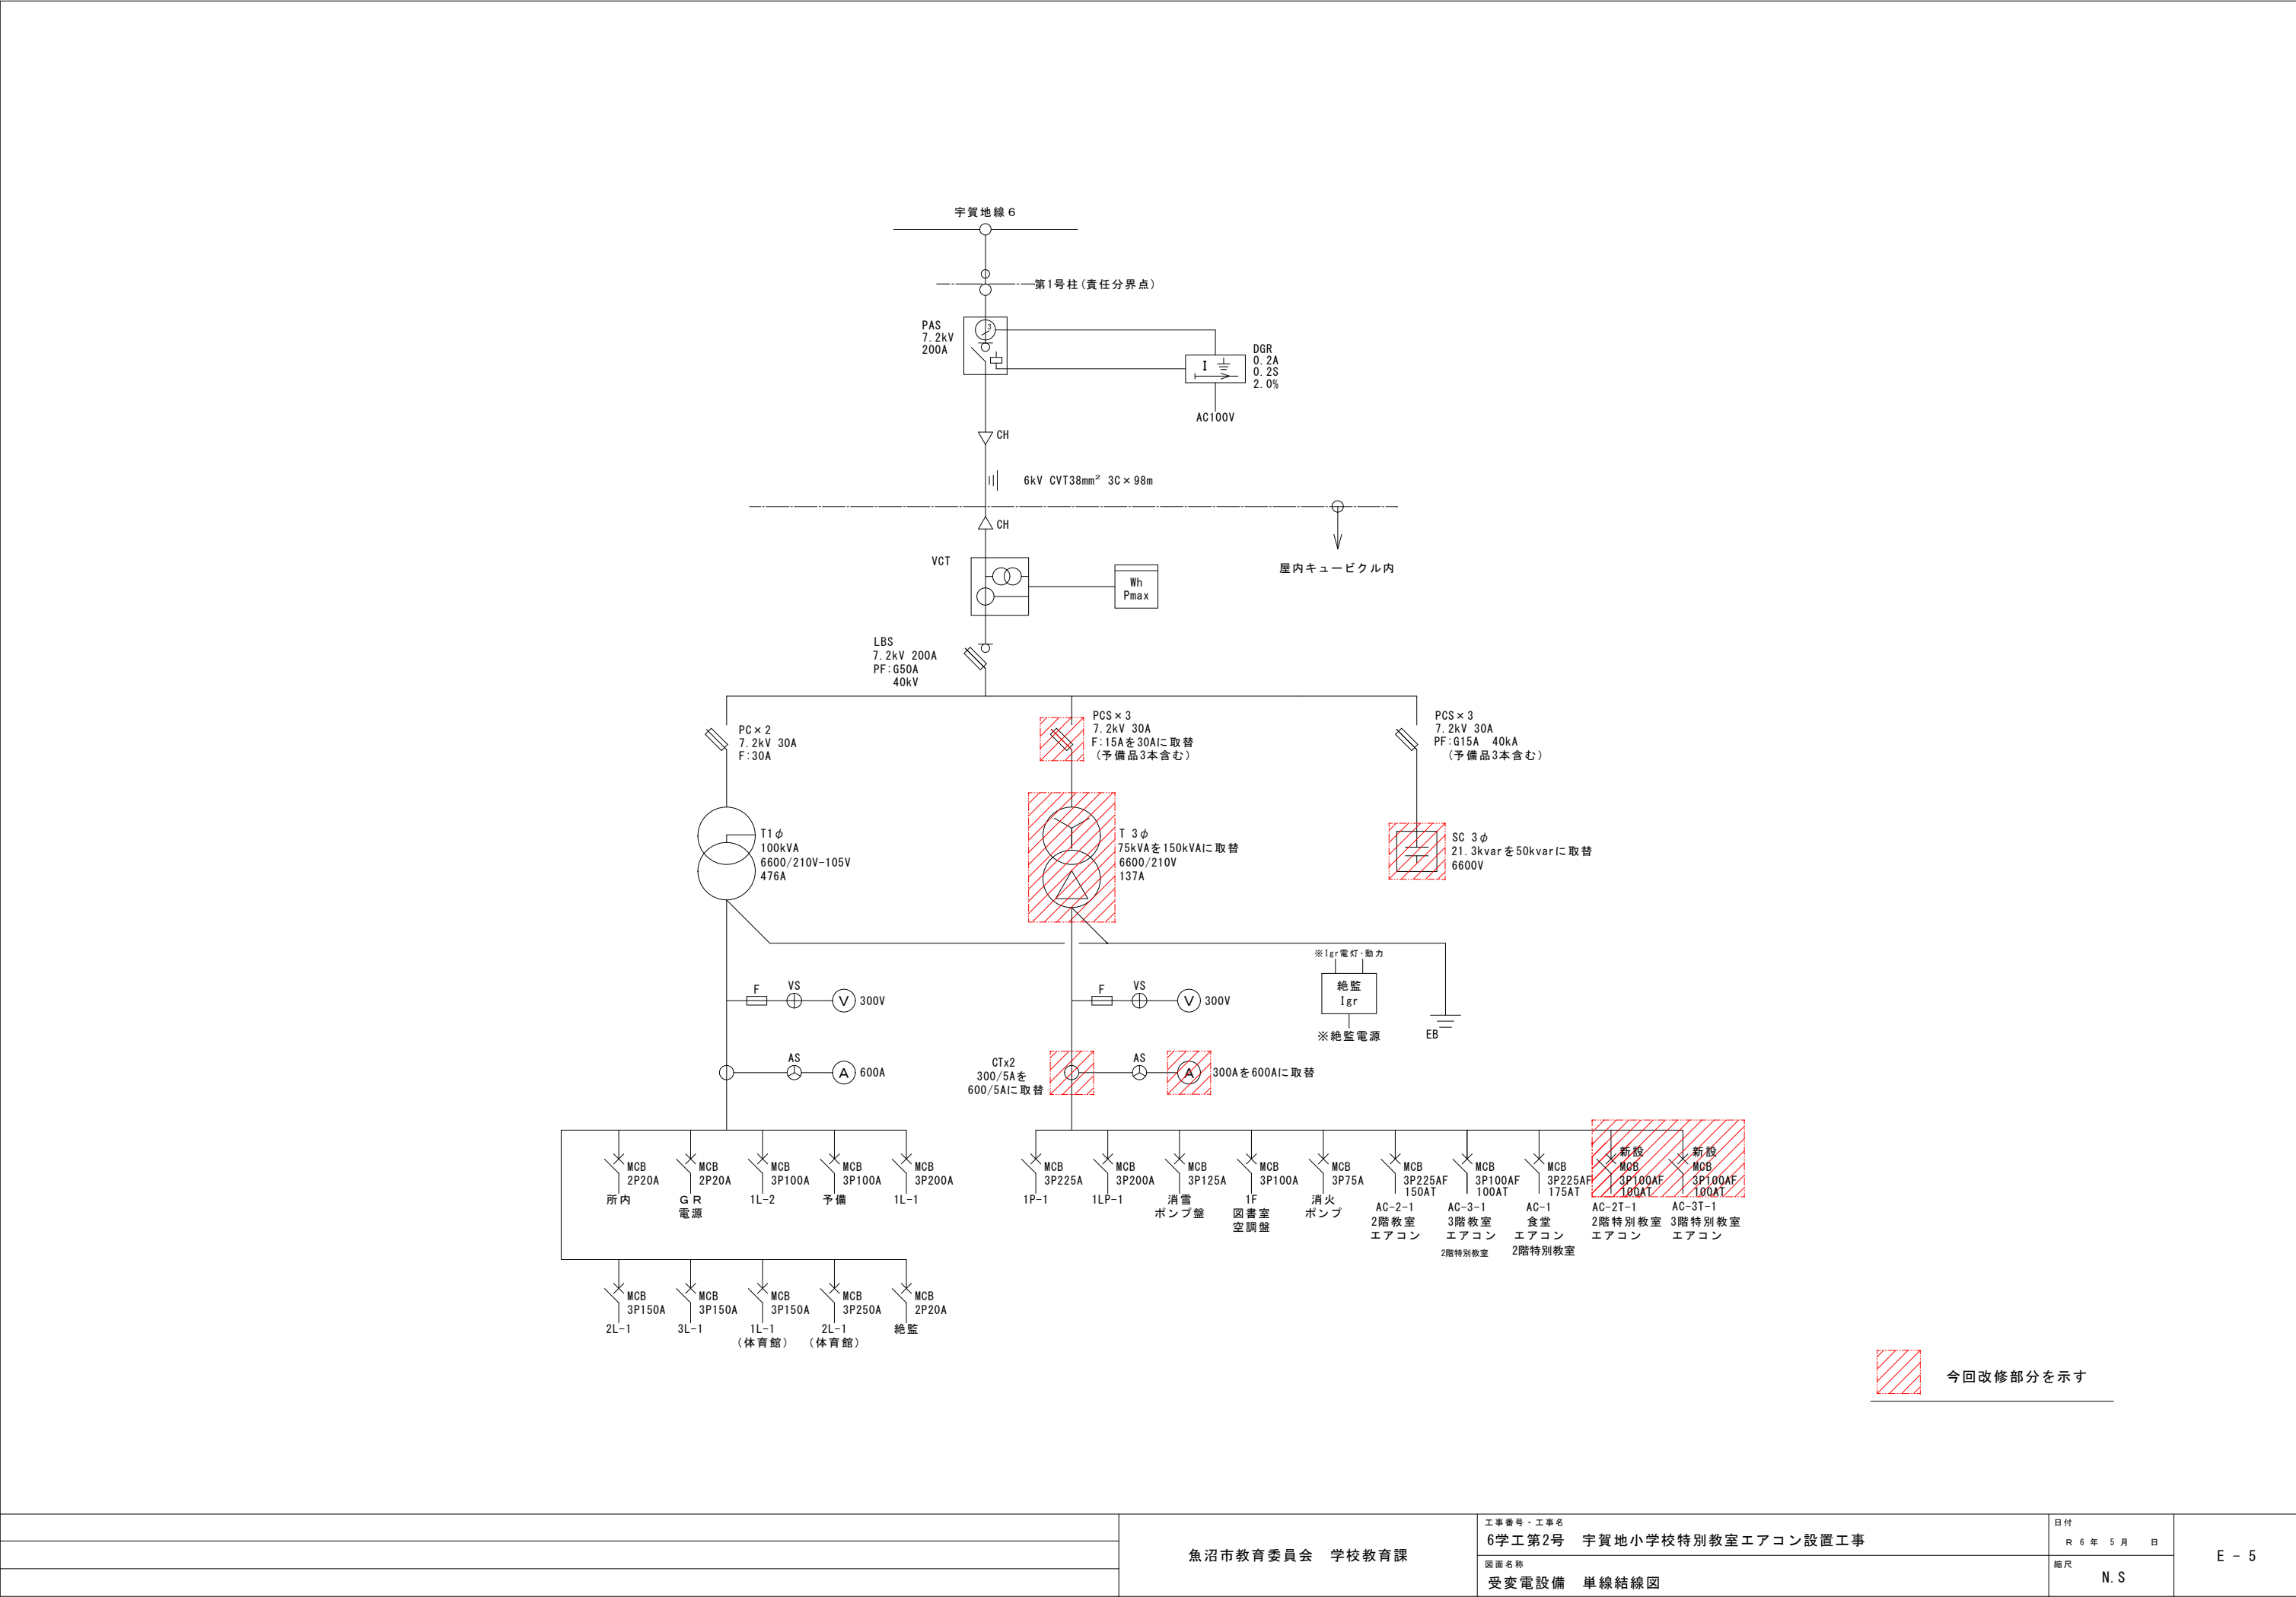 宇賀地線6
第1号柱(責任分界点)
PAS
7.2kV
200A
3
I
DGR
0.2A
0.2S
2.0%
AC100V
CH
6kV CVT38mm² 3C×98m
CH
屋内キュービクル内
VCT
Wh
Pmax
LBS
7.2kV 200A
PF:G50A
40kV
PC×2
7.2kV 30A
F:30A
PCS×3
7.2kV 30A
F:15Aを30Aに取替
(予備品3本含む)
PCS×3
7.2kV 30A
PF:G15A 40kA
(予備品3本含む)
T1φ
100kVA
6600/210V-105V
476A
T 3φ
75kVAを150kVAに取替
6600/210V
137A
SC 3φ
21.3kvarを50kvarに取替
6600V
※Igr電灯・動力
絶監
Igr
※絶監電源
EB
F
VS
V
300V
F
VS
V
300V
AS
A
600A
CTx2
300/5Aを
600/5Aに取替
AS
A
300Aを600Aに取替
MCB
2P20A
所内
MCB
2P20A
GR
電源
MCB
3P100A
1L-2
MCB
3P100A
予備
MCB
3P200A
1L-1
MCB
3P225A
1P-1
MCB
3P200A
1LP-1
MCB
3P125A
消雪
ポンプ盤
MCB
3P100A
1F
図書室
空調盤
MCB
3P75A
消火
ポンプ
MCB
3P225AF
150AT
AC-2-1
2階教室
エアコン
MCB
3P100AF
100AT
AC-3-1
3階教室
エアコン
2階特別教室
MCB
3P225AF
175AT
AC-1
食堂
エアコン
2階特別教室
新設
MCB
3P100AF
100AT
AC-2T-1
2階特別教室
エアコン
新設
MCB
3P100AF
100AT
AC-3T-1
3階特別教室
エアコン
MCB
3P150A
2L-1
MCB
3P150A
3L-1
MCB
3P150A
1L-1
(体育館)
MCB
3P250A
2L-1
(体育館)
MCB
2P20A
絶監
今回改修部分を示す
魚沼市教育委員会 学校教育課
工事番号・工事名
6学工第2号 宇賀地小学校特別教室エアコン設置工事
図面名称
受変電設備 単線結線図
日付
R 6 年 5 月 日
縮尺
N.S
E - 5